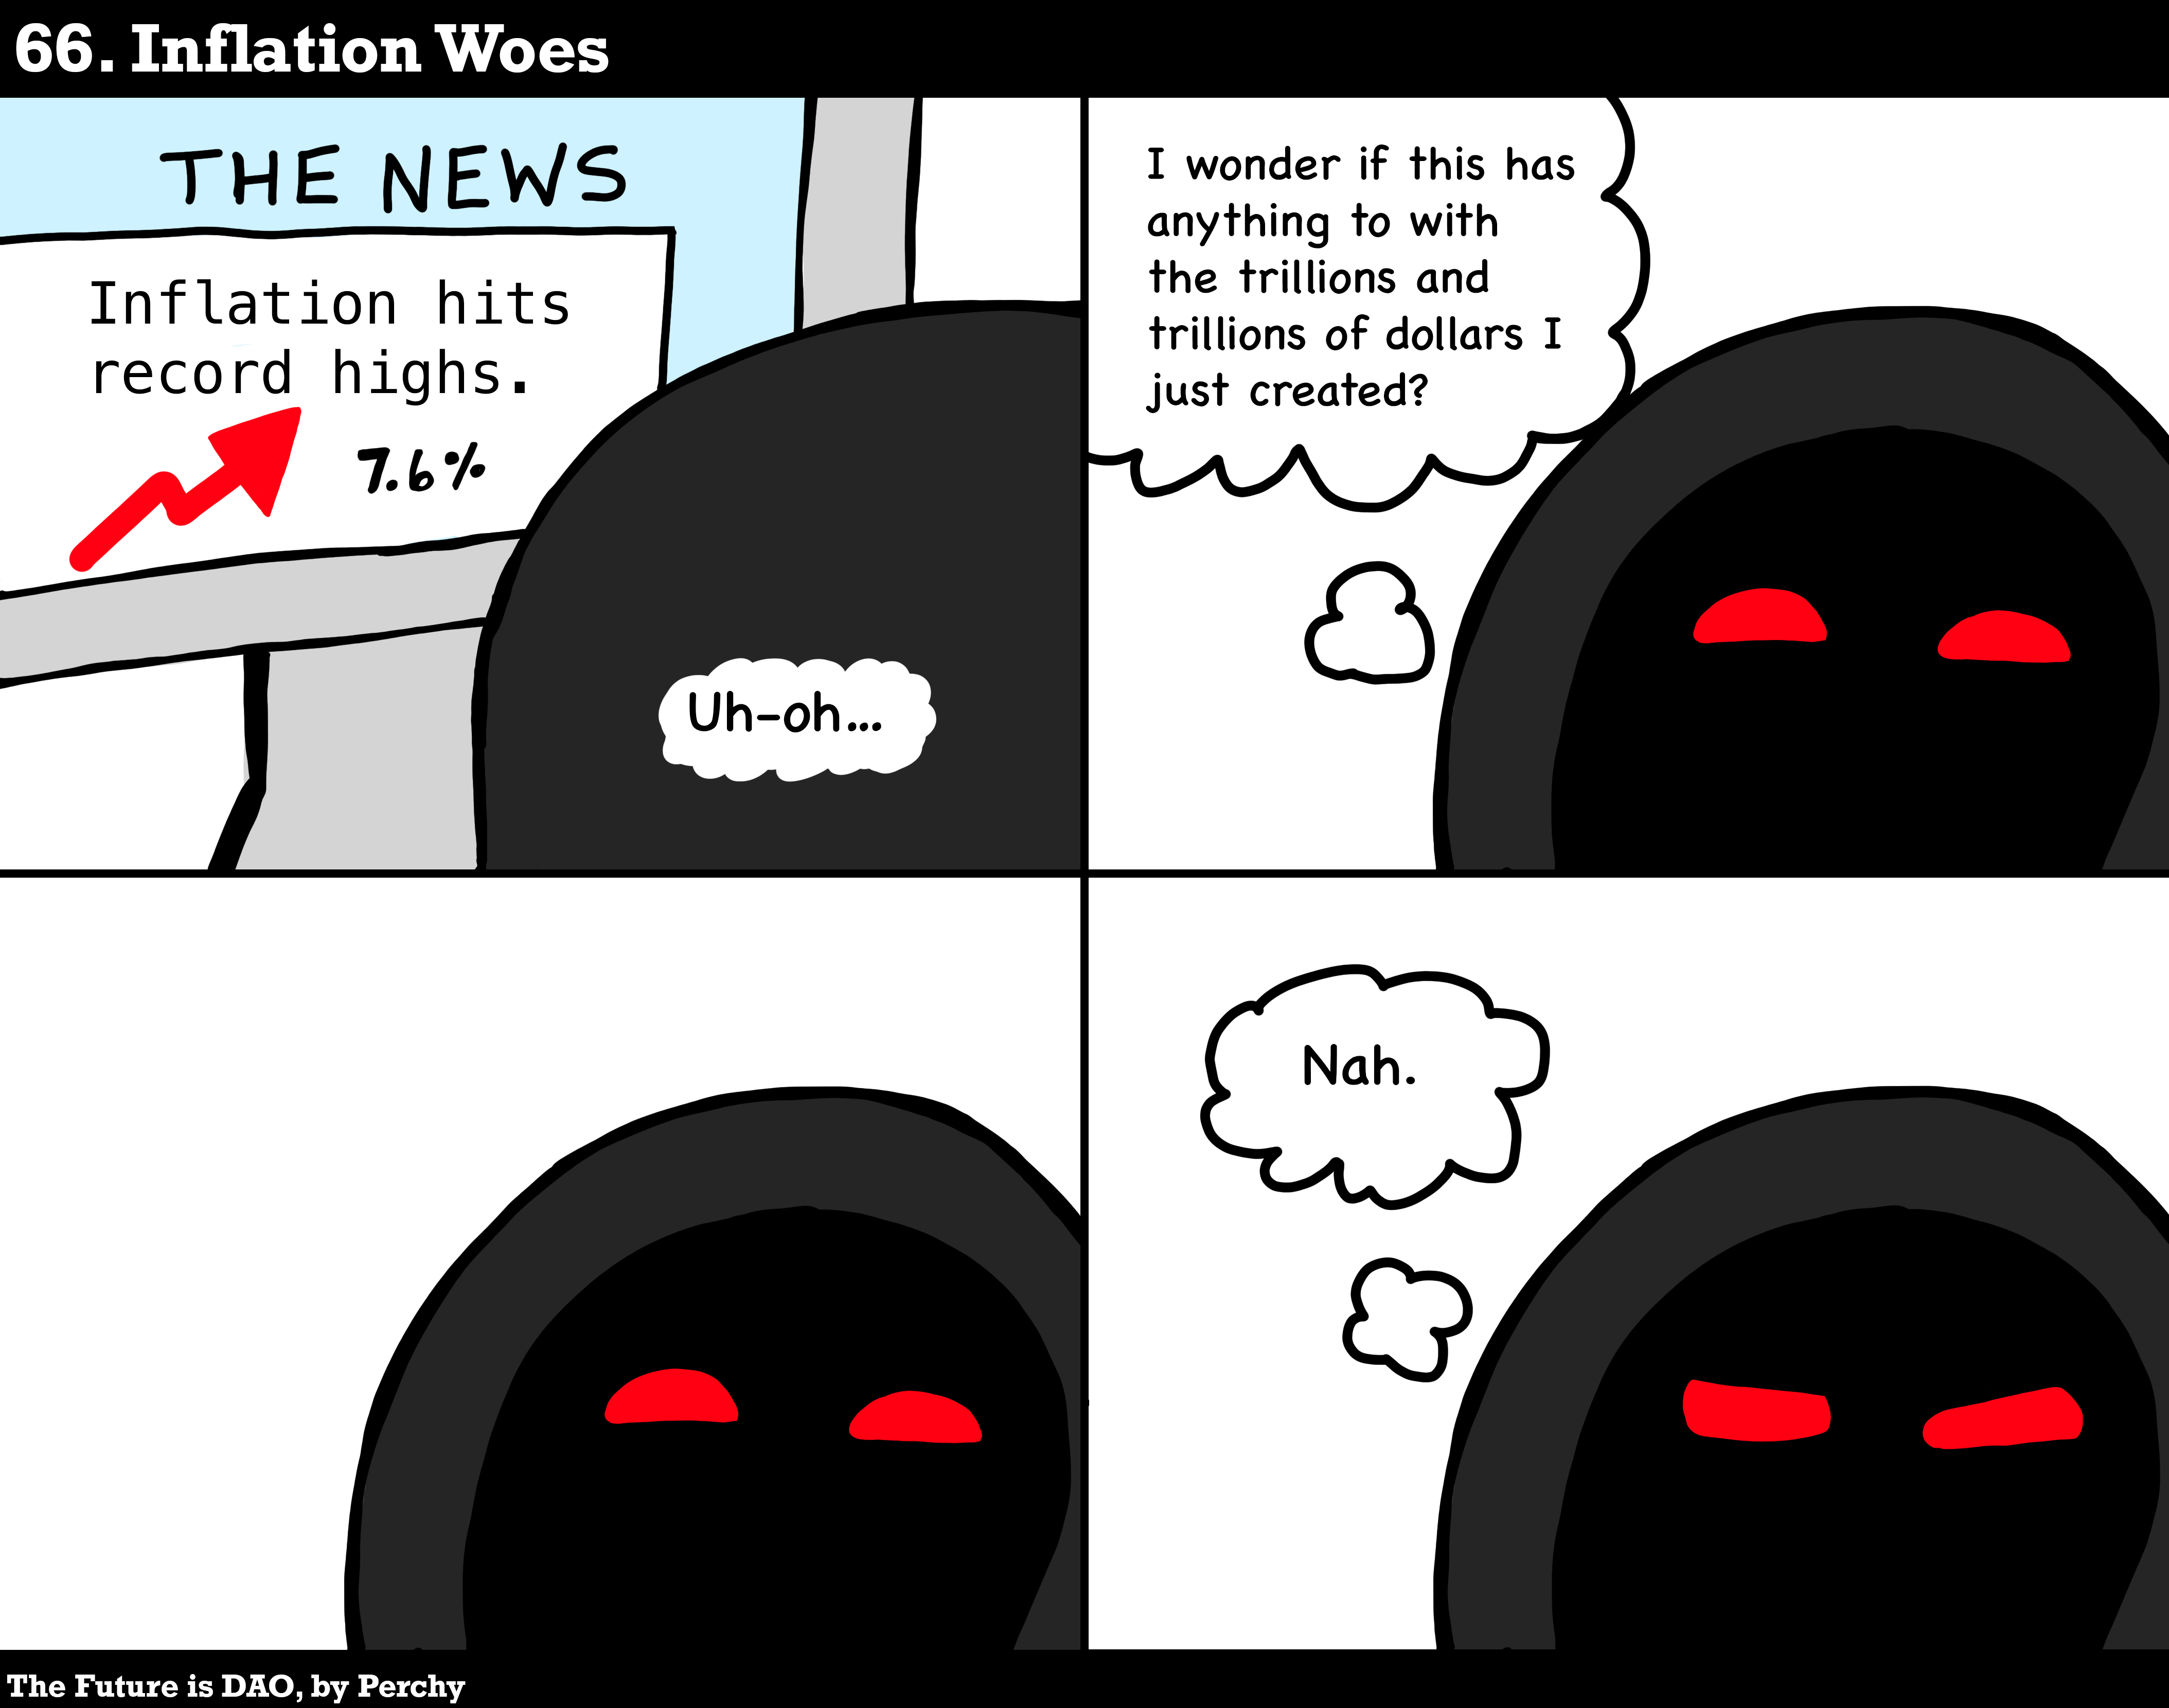 66. Inflation Woes
THE NEWS
Inflation hits
record highs.
7.6%
Uh-oh...
I wonder if this has
anything to with
the trillions and
trillions of dollars I
just created?
Nah.
The Future is DAO, by Perchy